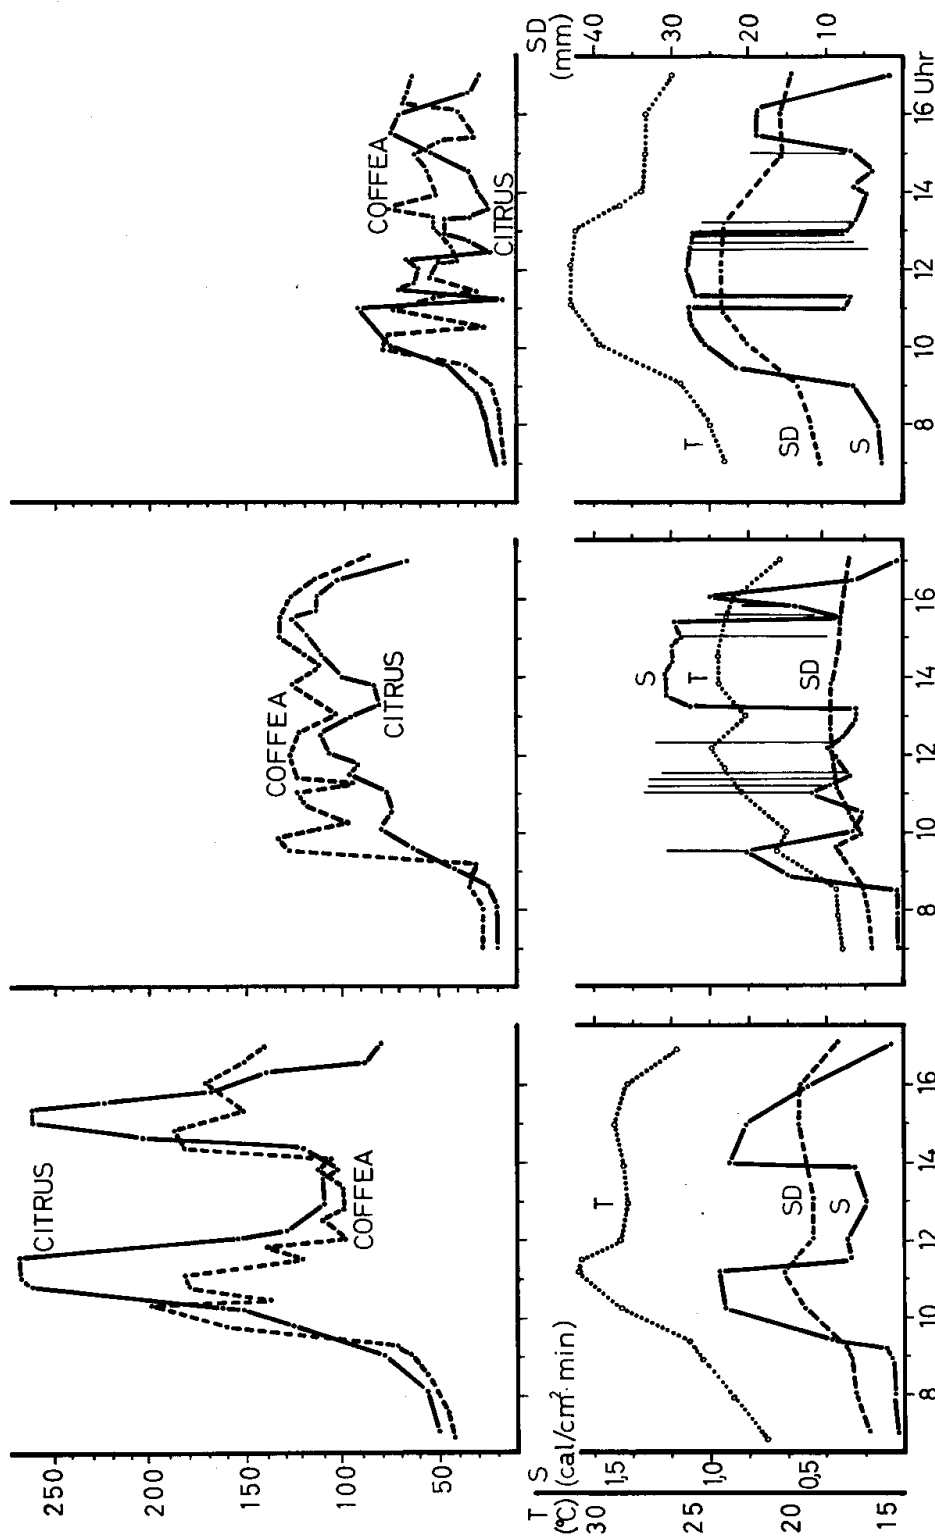 250
200
150
100
50
CITRUS
COFFEA
COFFEA
CITRUS
COFFEA
CITRUS
T
(°C)
S
(cal/cm²·min)
30
25
20
15
1,5
1,0
0,5
T
SD
S
S
T
SD
T
SD
S
SD
(mm)
40
30
20
10
8 10 12 14 16
8 10 12 14 16
8 10 12 14 16 Uhr